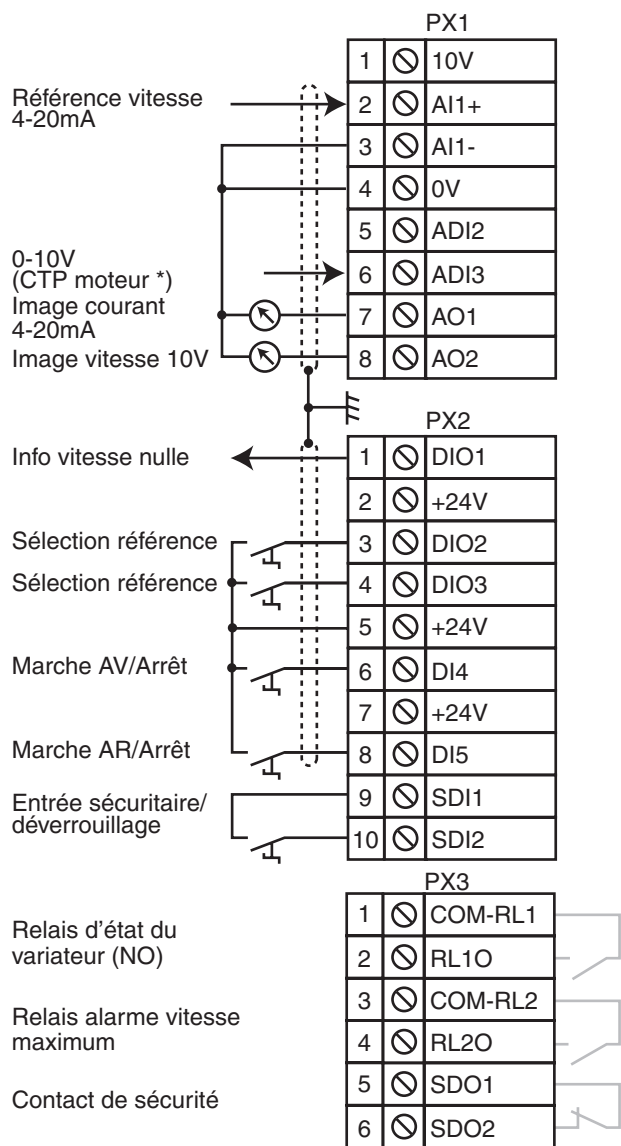 PX1
1 10V
Référence vitesse
4-20mA
2 AI1+
3 AI1-
4 0V
5 ADI2
0-10V
(CTP moteur *)
6 ADI3
Image courant
4-20mA
7 AO1
Image vitesse 10V
8 AO2
PX2
Info vitesse nulle
1 DIO1
2 +24V
Sélection référence
3 DIO2
Sélection référence
4 DIO3
5 +24V
Marche AV/Arrêt
6 DI4
7 +24V
Marche AR/Arrêt
8 DI5
Entrée sécuritaire/
déverrouillage
9 SDI1
10 SDI2
PX3
1 COM-RL1
Relais d'état du
variateur (NO)
2 RL1O
3 COM-RL2
Relais alarme vitesse
maximum
4 RL2O
5 SDO1
Contact de sécurité
6 SDO2